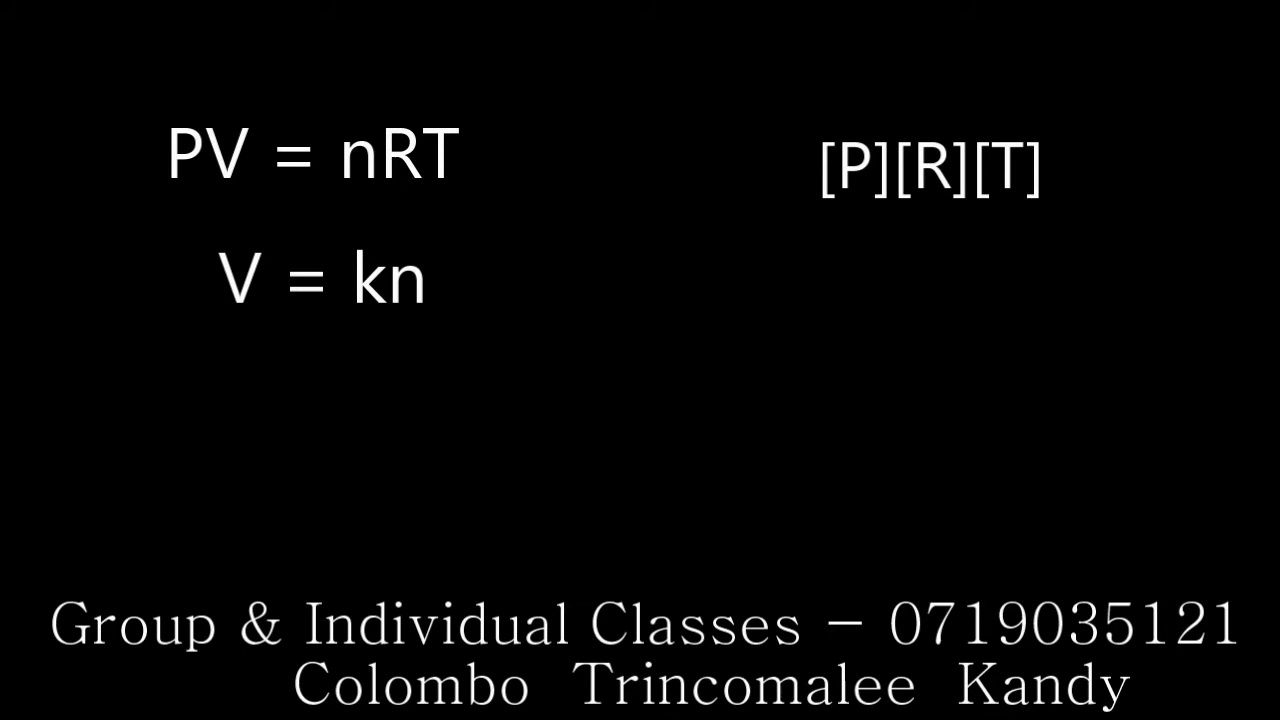 PV = nRT
[P][R][T]
V = kn
Group & Individual Classes – 0719035121
Colombo Trincomalee Kandy